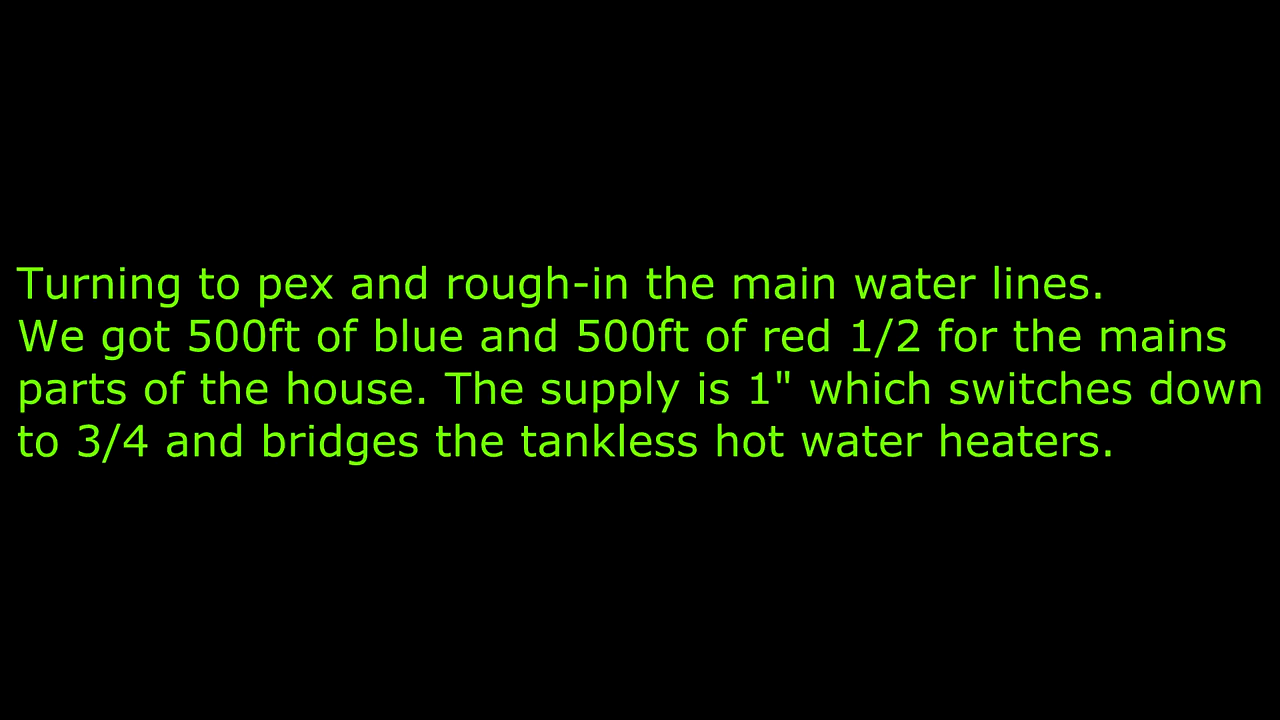 Turning to pex and rough-in the main water lines.
We got 500ft of blue and 500ft of red 1/2 for the mains
parts of the house. The supply is 1" which switches down
to 3/4 and bridges the tankless hot water heaters.